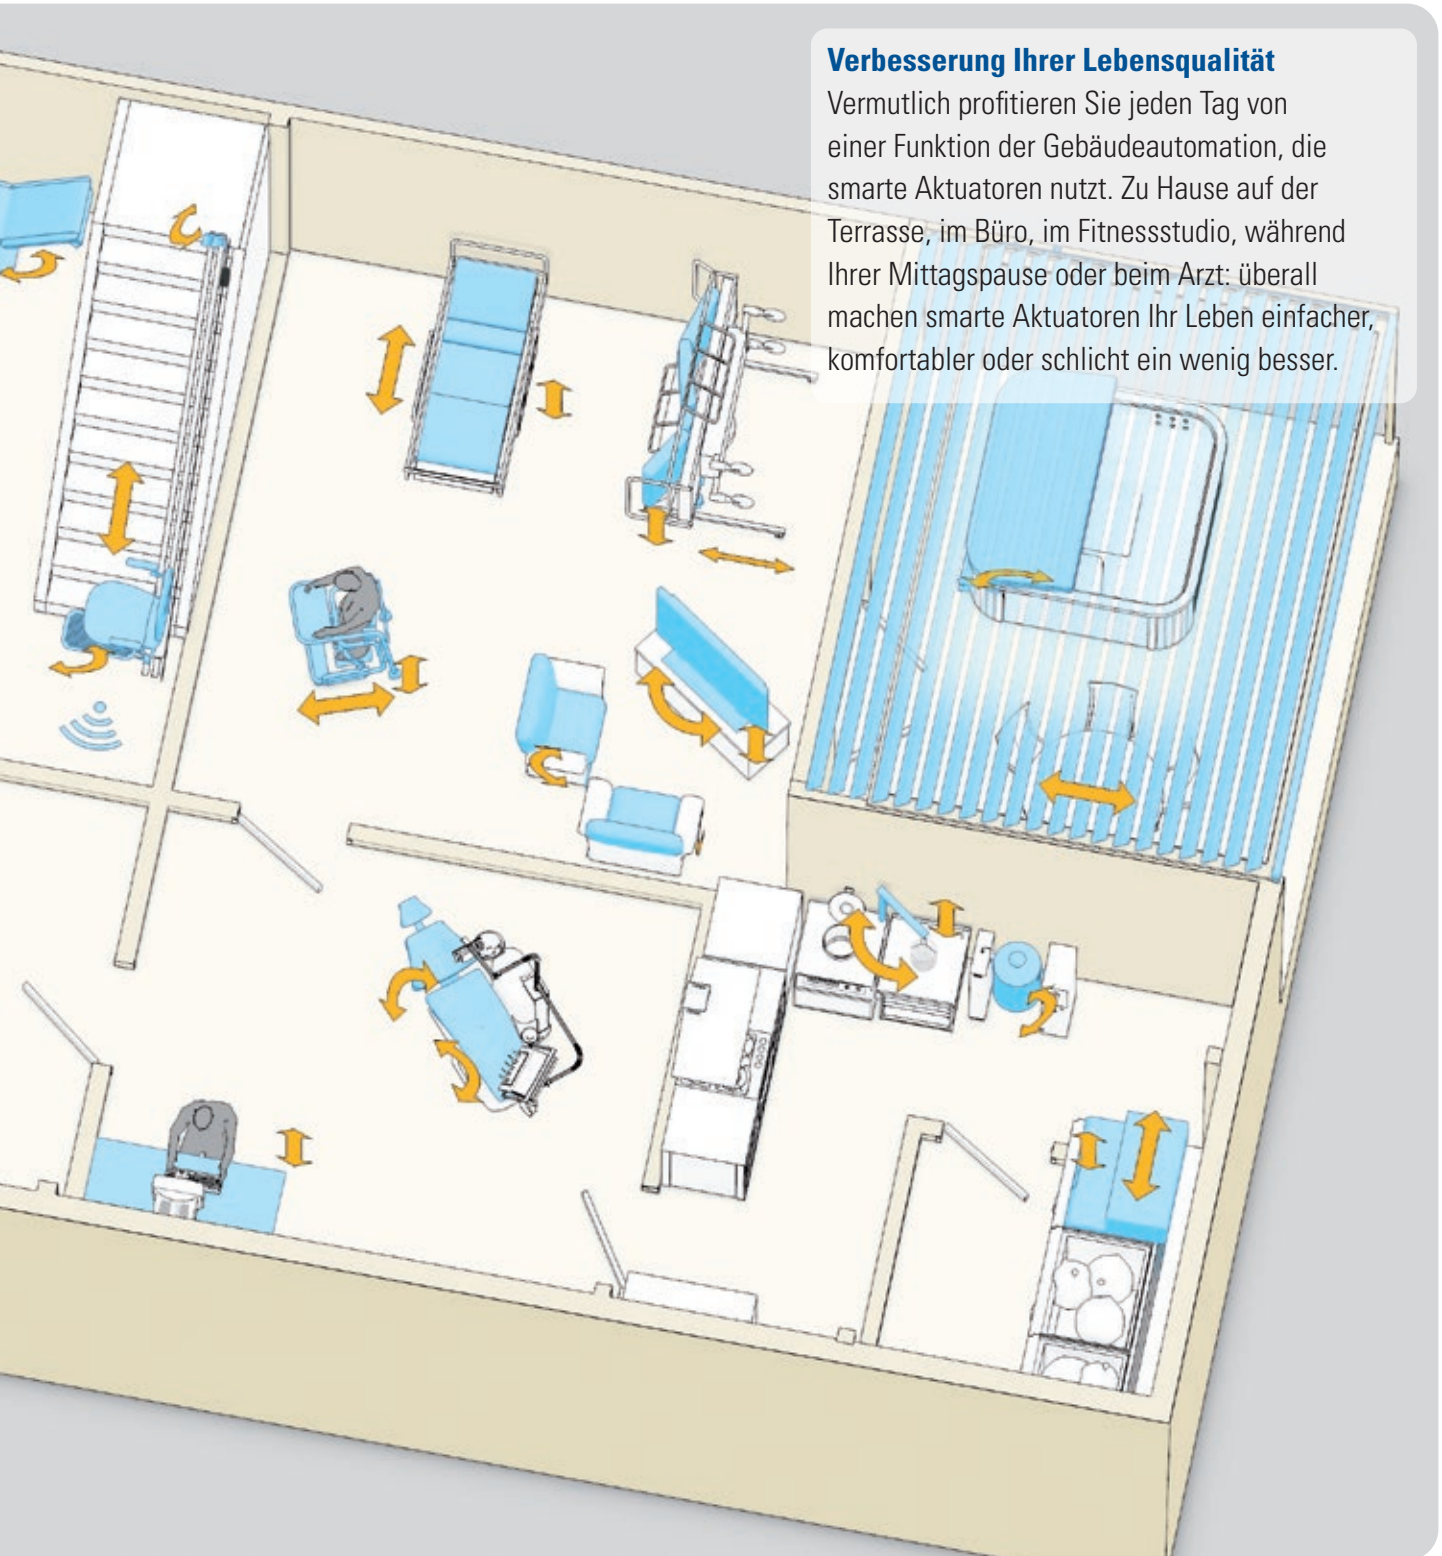 Verbesserung Ihrer Lebensqualität
Vermutlich profitieren Sie jeden Tag von
einer Funktion der Gebäudeautomation, die
smarte Aktuatoren nutzt. Zu Hause auf der
Terrasse, im Büro, im Fitnessstudio, während
Ihrer Mittagspause oder beim Arzt: überall
machen smarte Aktuatoren Ihr Leben einfacher,
komfortabler oder schlicht ein wenig besser.